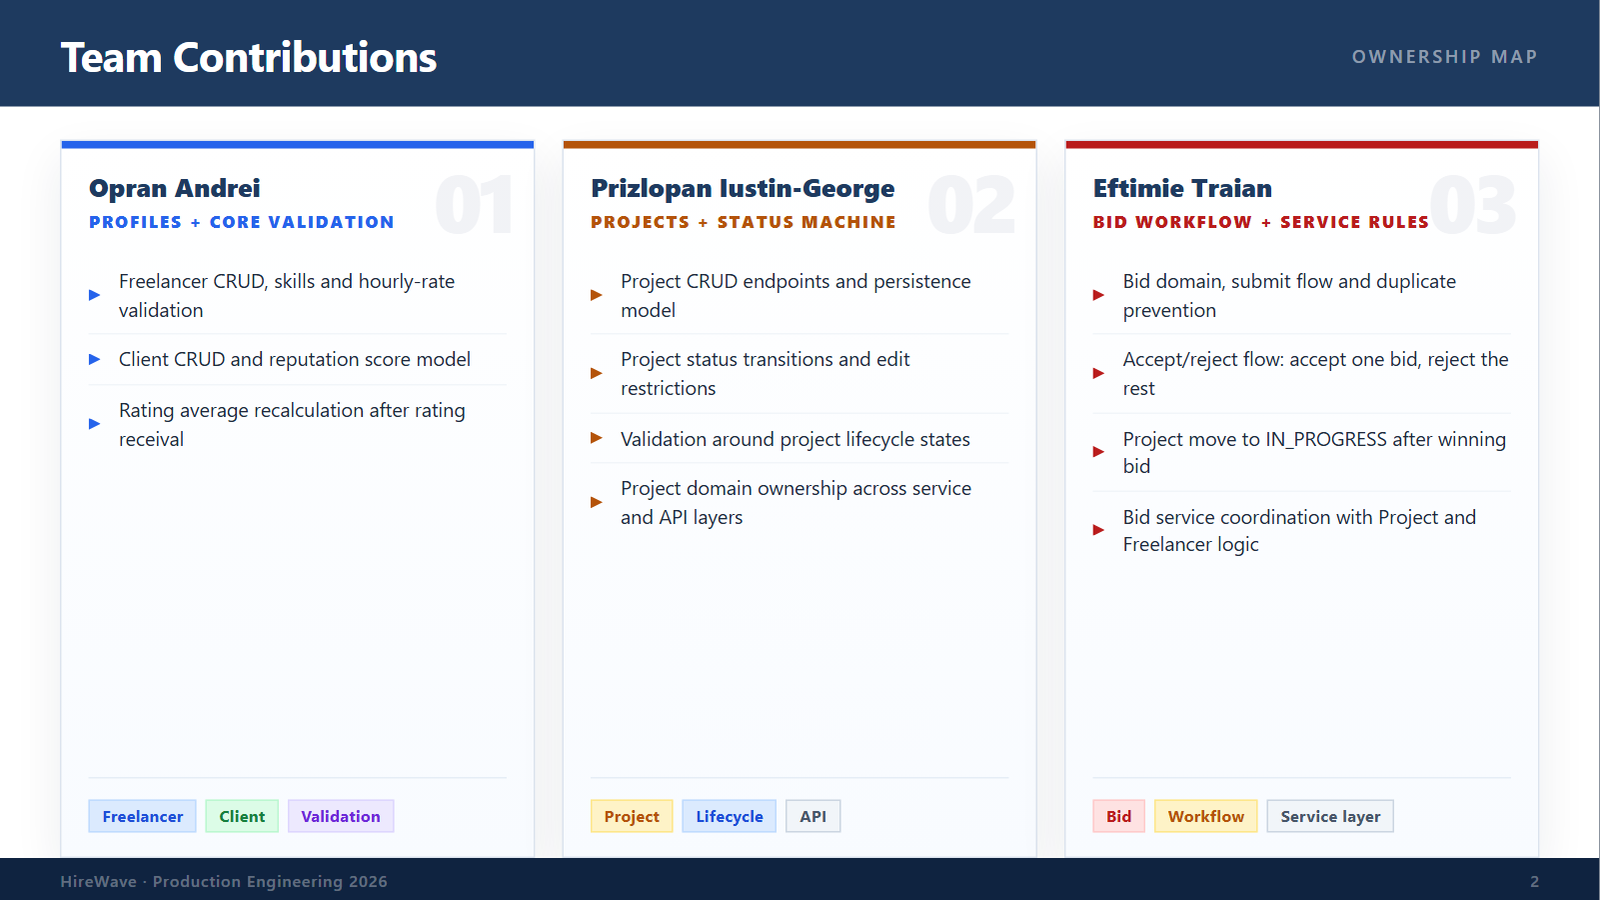 Team Contributions
OWNERSHIP MAP
Opran Andrei
01
PROFILES + CORE VALIDATION
Freelancer CRUD, skills and hourly-rate
validation
Client CRUD and reputation score model
Rating average recalculation after rating
receival
Freelancer
Client
Validation
Prizlopan Iustin-George
02
PROJECTS + STATUS MACHINE
Project CRUD endpoints and persistence
model
Project status transitions and edit
restrictions
Validation around project lifecycle states
Project domain ownership across service
and API layers
Project
Lifecycle
API
Eftimie Traian
03
BID WORKFLOW + SERVICE RULES
Bid domain, submit flow and duplicate
prevention
Accept/reject flow: accept one bid, reject the
rest
Project move to IN_PROGRESS after winning
bid
Bid service coordination with Project and
Freelancer logic
Bid
Workflow
Service layer
HireWave · Production Engineering 2026
2